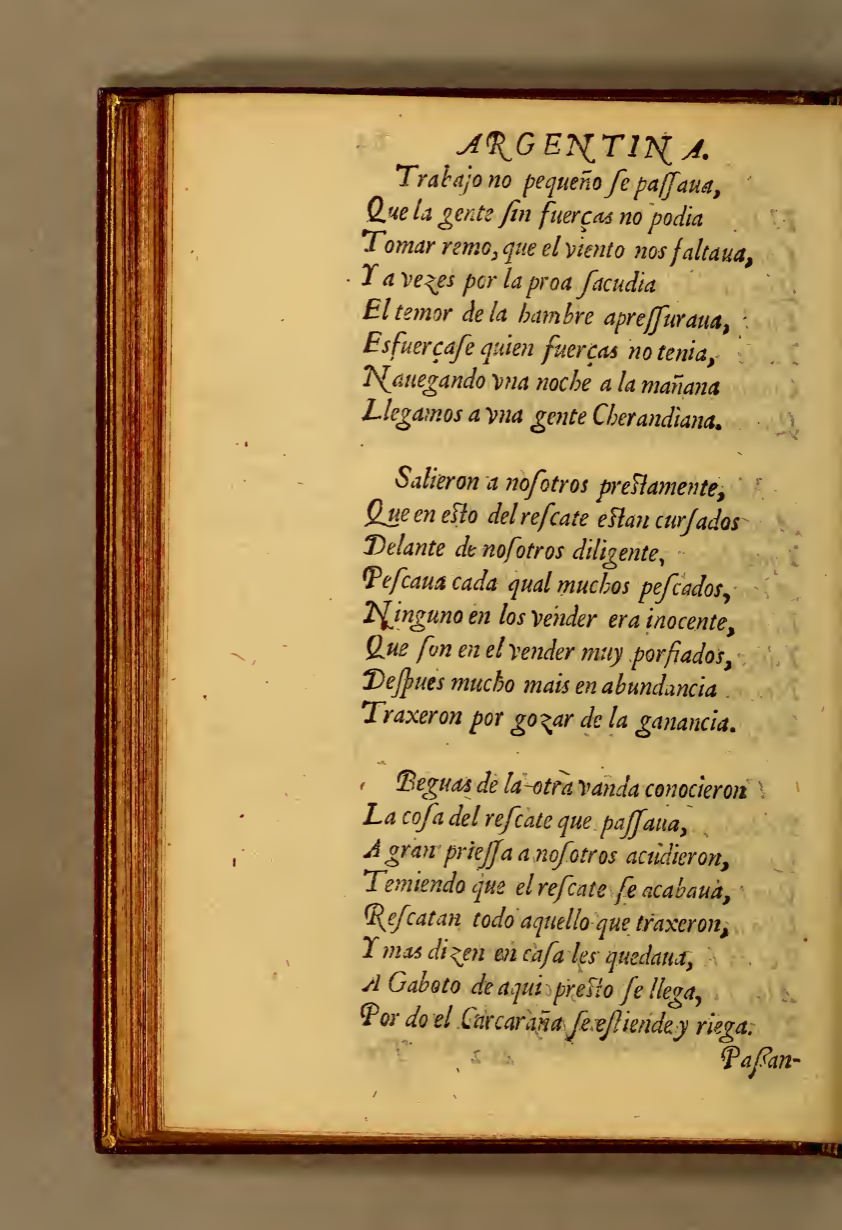 ARGENTINA.
Trabajo no pequeño ſe paſſaua,
Que la gente ſin fuerças no podia
Tomar remo, que el viento nos faltaua,
Y a vezes por la proa ſacudia
El temor de la hambre apreſſuraua,
Esfuerçaſe quien fuerças no tenia,
Nauegando vna noche a la mañana
Llegamos a vna gente Cherandiana.
Salieron a noſotros preſtamente,
Que en eſto del reſcate eſtan curſados
Delante de noſotros diligente,
Peſcaua cada qual muchos peſcados,
Ninguno en los vender era inocente,
Que ſon en el vender muy porfiados,
Deſpues mucho mais en abundancia
Traxeron por gozar de la ganancia.
Beguas de la otra vanda conocieron
La coſa del reſcate que paſſaua,
A gran prieſſa a noſotros acudieron,
Temiendo que el reſcate ſe acabaua,
Reſcatan todo aquello que traxeron,
Y mas dizen en caſa les quedaua,
A Gaboto de aqui preſto ſe llega,
Por do el Carcaraña ſe eſtiende y riega.
Paſſan-